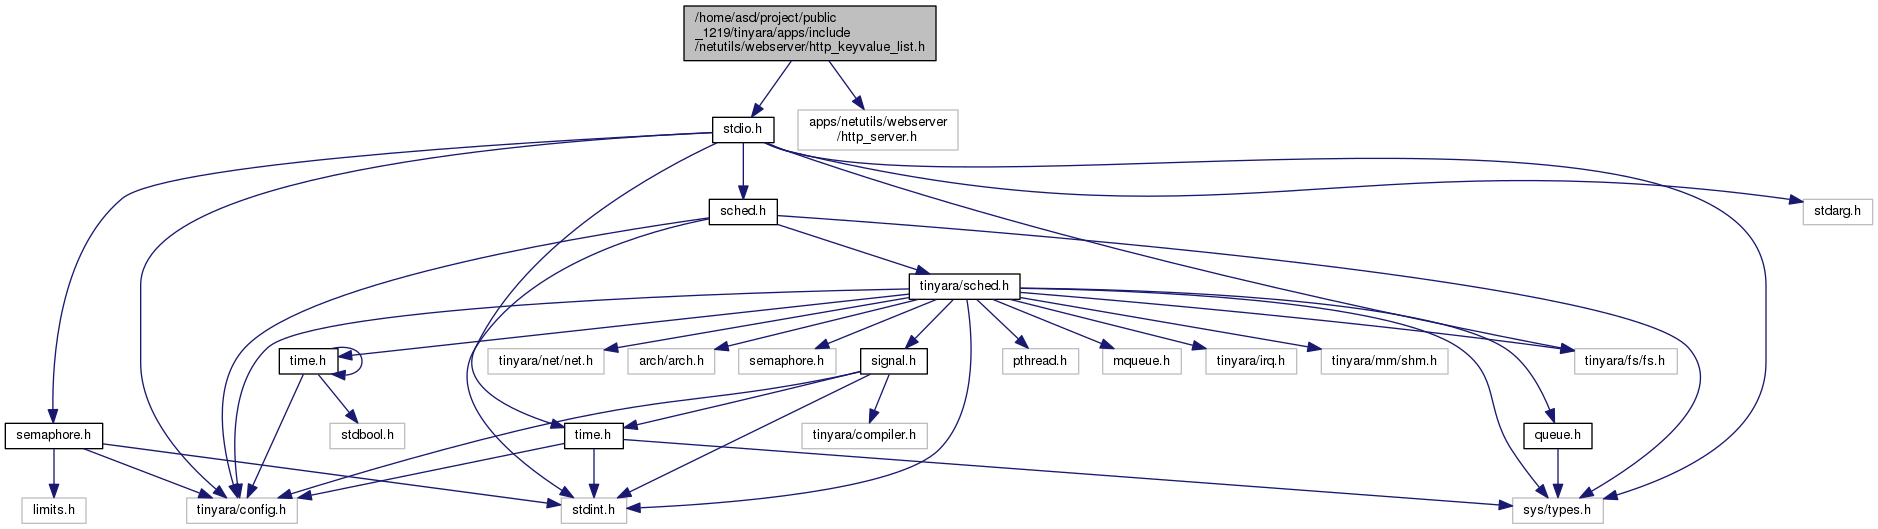 /home/asd/project/public
_1219/tinyara/apps/include
/netutils/webserver/http_keyvalue_list.h
stdio.h
apps/netutils/webserver
/http_server.h
sched.h
stdarg.h
tinyara/sched.h
time.h
tinyara/net/net.h
arch/arch.h
semaphore.h
signal.h
pthread.h
mqueue.h
tinyara/irq.h
tinyara/mm/shm.h
tinyara/fs/fs.h
semaphore.h
stdbool.h
time.h
tinyara/compiler.h
queue.h
limits.h
tinyara/config.h
stdint.h
sys/types.h